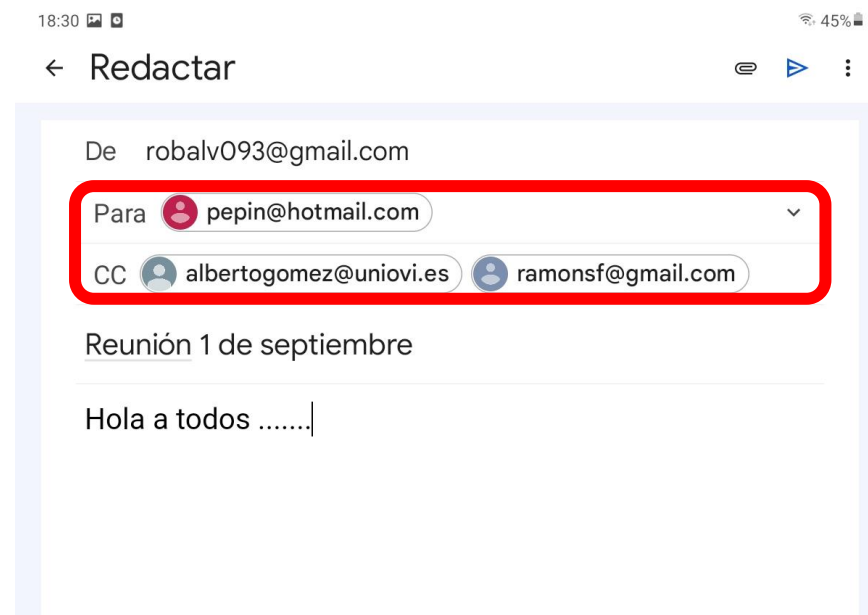 18:30 45%
Redactar
De robalv093@gmail.com
Para pepin@hotmail.com
CC albertogomez@uniovi.es ramonsf@gmail.com
Reunión 1 de septiembre
Hola a todos .......